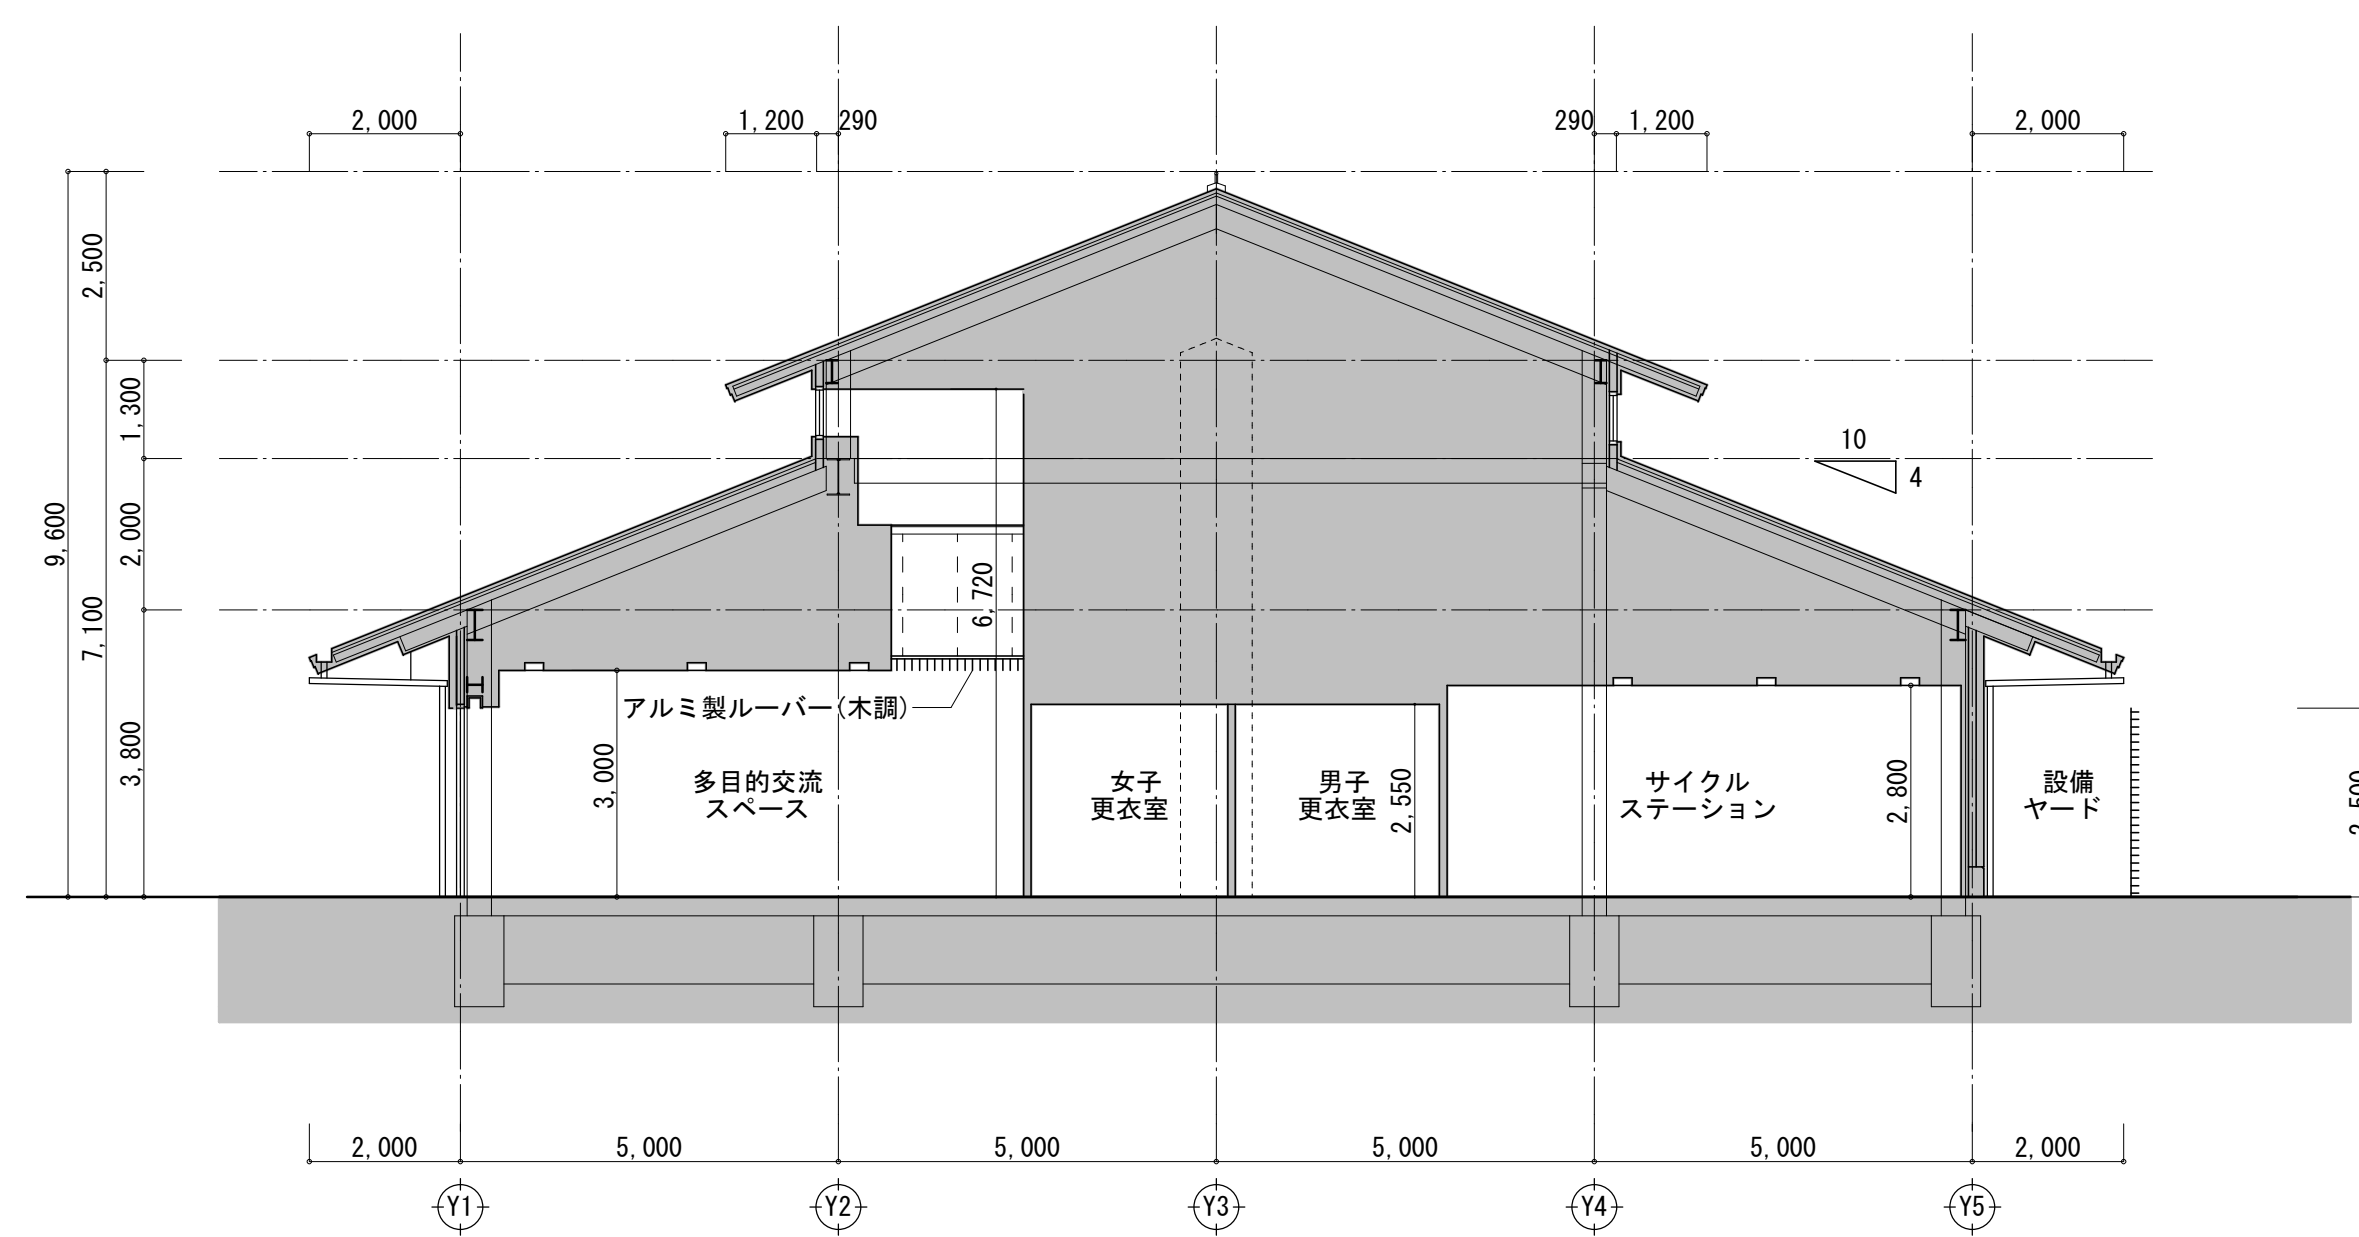 2,000
1,200
290
290
1,200
2,000
2,500
1,300
10
4
9,600
2,000
7,100
6,720
アルミ製ルーバー(木調)
3,800
3,000
多目的交流
スペース
女子
更衣室
男子
更衣室
2,550
サイクル
ステーション
2,800
設備
ヤード
2,000
5,000
5,000
5,000
5,000
2,000
Y1
Y2
Y3
Y4
Y5